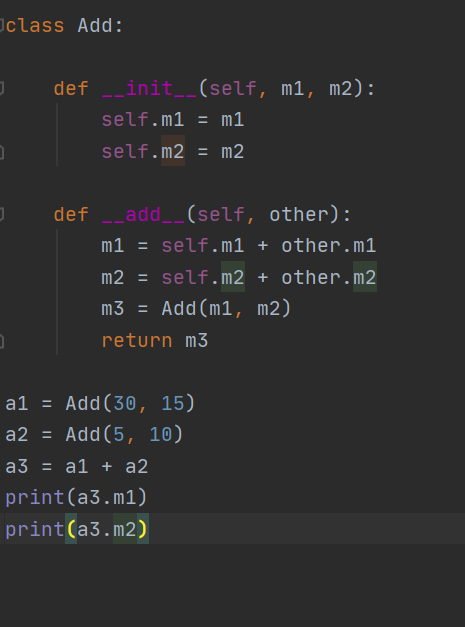 class Add:
    def __init__(self, m1, m2):
        self.m1 = m1
        self.m2 = m2
    def __add__(self, other):
        m1 = self.m1 + other.m1
        m2 = self.m2 + other.m2
        m3 = Add(m1, m2)
        return m3
a1 = Add(30, 15)
a2 = Add(5, 10)
a3 = a1 + a2
print(a3.m1)
print(a3.m2)